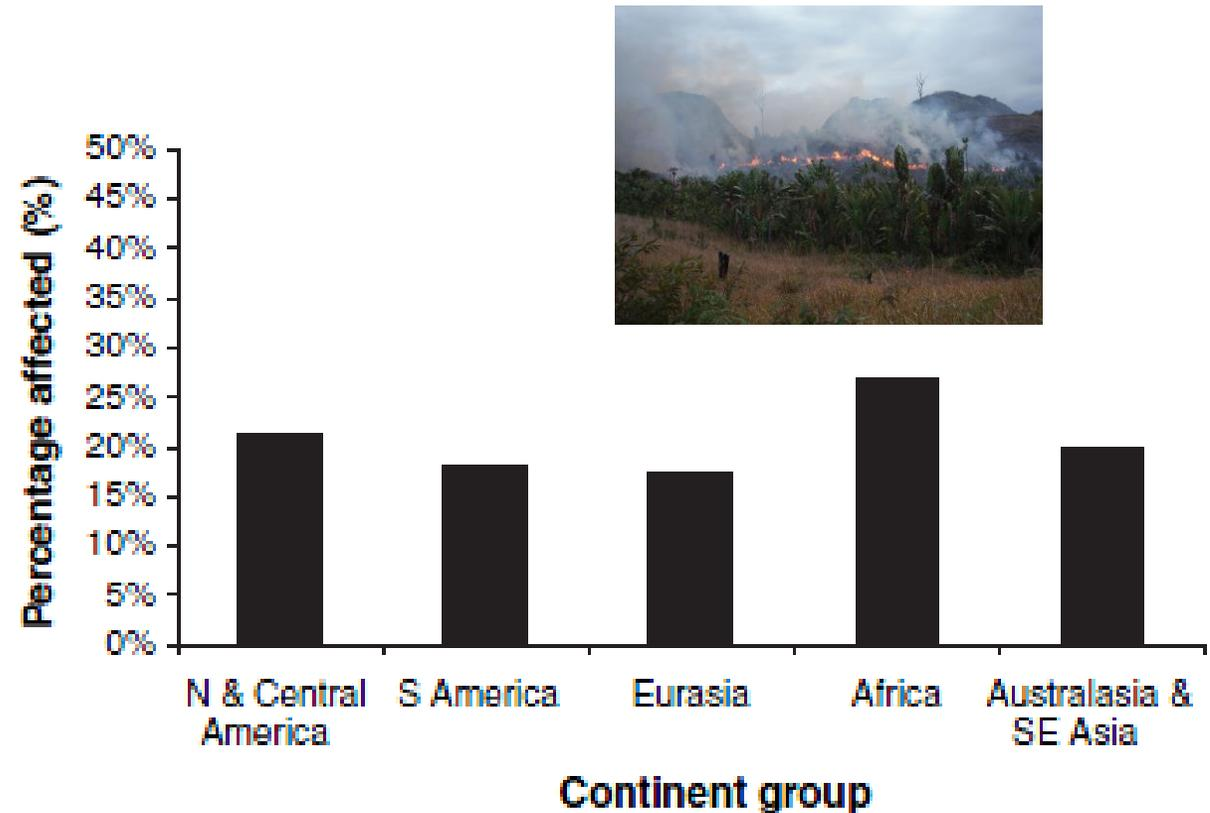 Percentage affected (%)
50%
45%
40%
35%
30%
25%
20%
15%
10%
5%
0%
N & Central
America
S America
Eurasia
Africa
Australasia &
SE Asia
Continent group